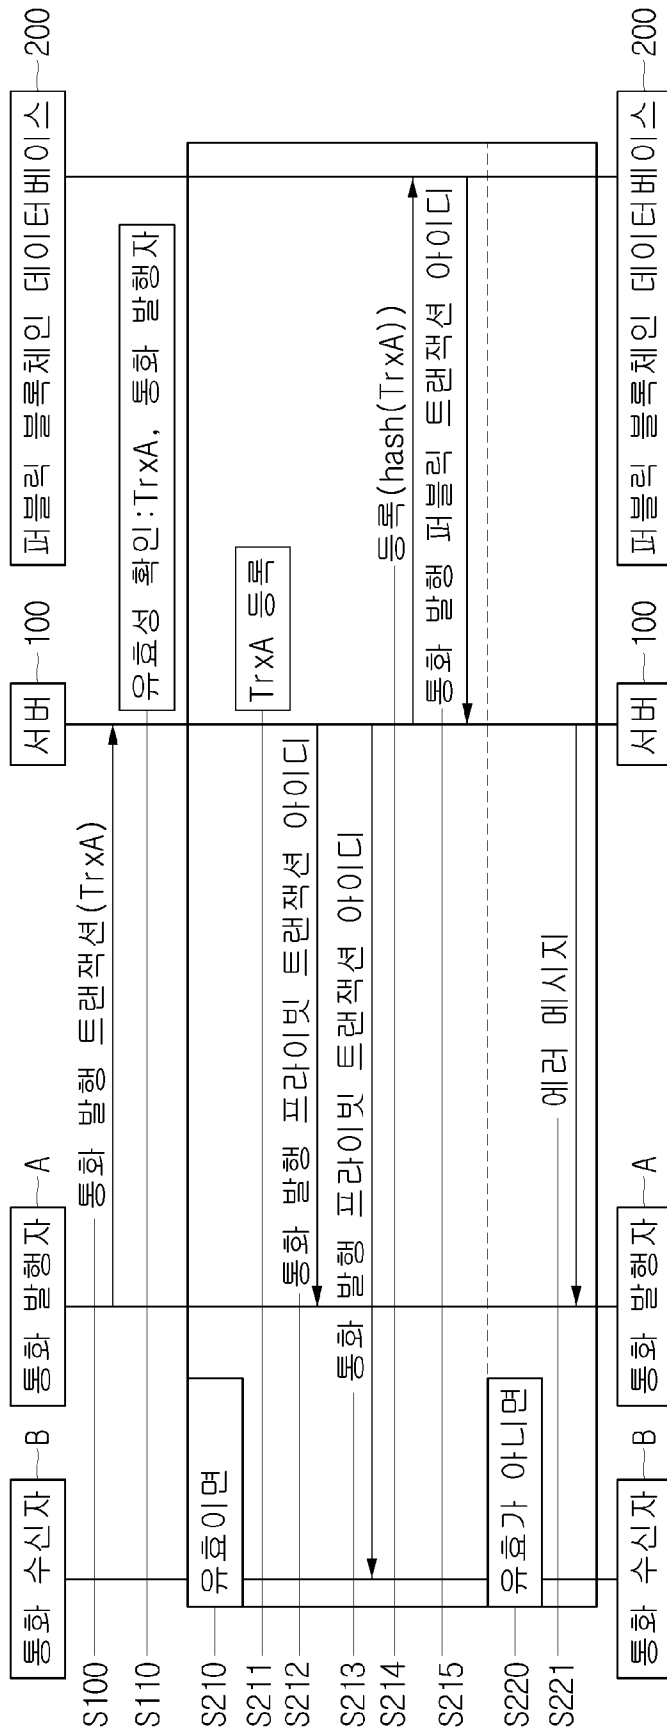 통화 수신자 B
통화 발행자 A
서버 100
퍼블릭 블록체인 데이터베이스 200
S100 통화 발행 트랜잭션(TrxA)
S110 유효성 확인:TrxA, 통화 발행자
S210 유효이면
S211 TrxA 등록
S212 통화 발행 프라이빗 트랜잭션 아이디
S213 통화 발행 프라이빗 트랜잭션 아이디
S214 등록(hash(TrxA))
S215 통화 발행 퍼블릭 트랜잭션 아이디
S220 유효가 아니면
S221 에러 메시지
통화 수신자 B
통화 발행자 A
서버 100
퍼블릭 블록체인 데이터베이스 200